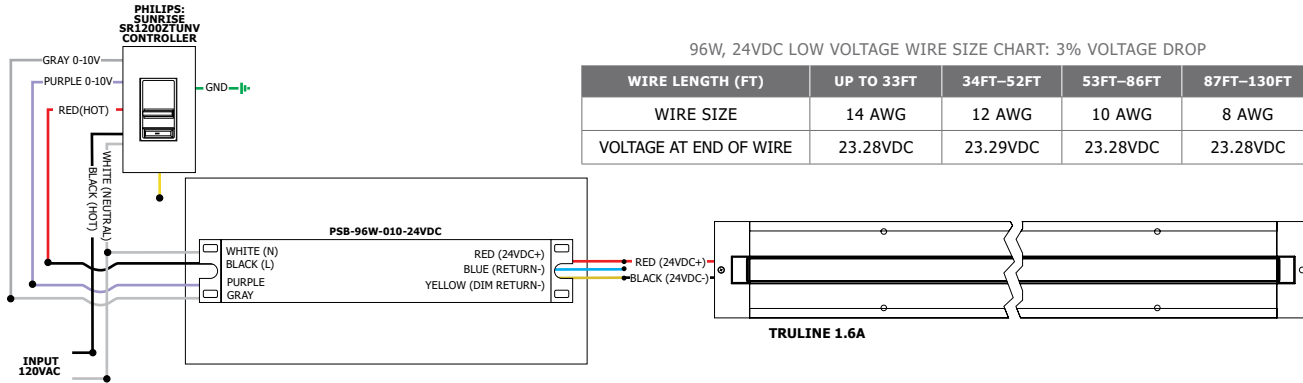 PHILIPS:
SUNRISE
SR1200ZTUNV
CONTROLLER
GRAY 0-10V
PURPLE 0-10V
RED(HOT)
GND
WHITE (NEUTRAL)
BLACK (HOT)
INPUT
120VAC
96W, 24VDC LOW VOLTAGE WIRE SIZE CHART: 3% VOLTAGE DROP
WIRE LENGTH (FT) UP TO 33FT 34FT–52FT 53FT–86FT 87FT–130FT
WIRE SIZE 14 AWG 12 AWG 10 AWG 8 AWG
VOLTAGE AT END OF WIRE 23.28VDC 23.29VDC 23.28VDC 23.28VDC
PSB-96W-010-24VDC
WHITE (N)
BLACK (L)
PURPLE
GRAY
RED (24VDC+)
BLUE (RETURN-)
YELLOW (DIM RETURN-)
RED (24VDC+)
BLACK (24VDC-)
TRULINE 1.6A